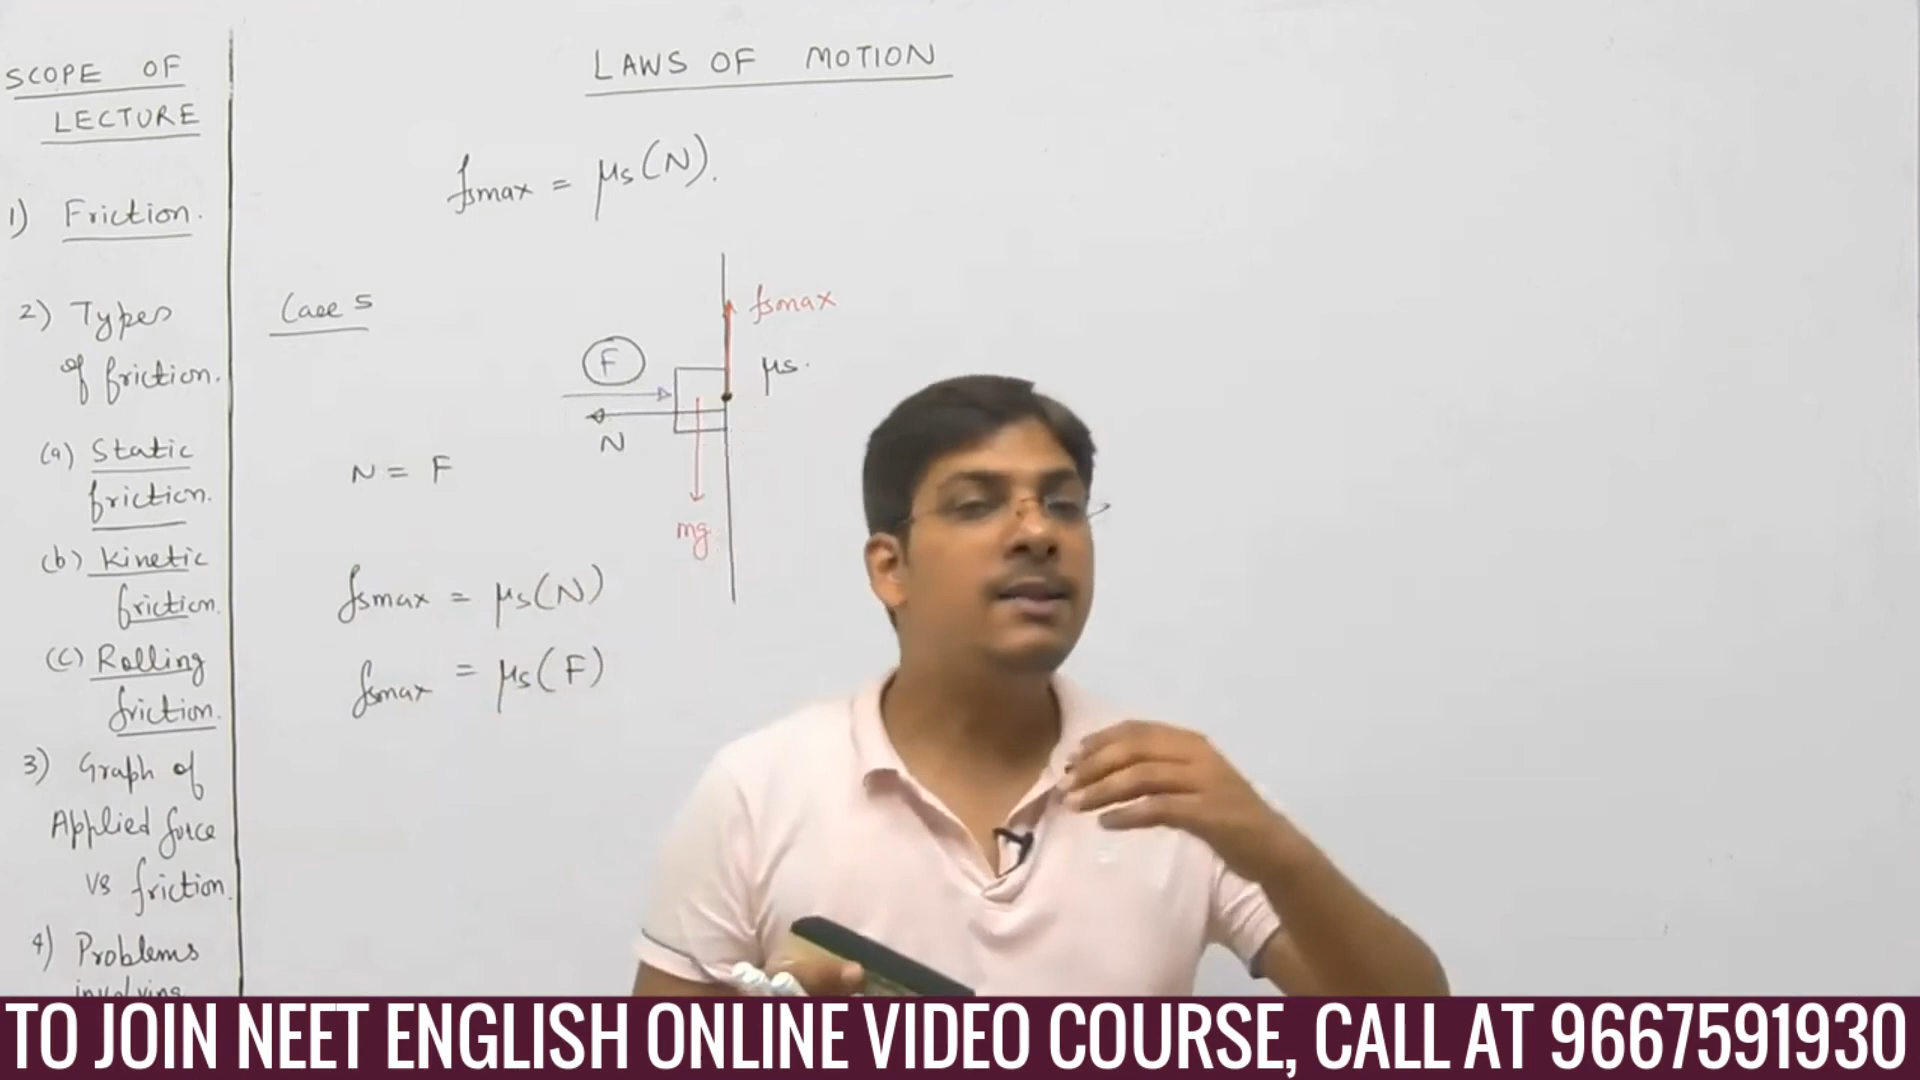 SCOPE OF
LECTURE
1) Friction.
2) Types
of friction.
(a) Static
friction.
(b) Kinetic
friction.
(c) Rolling
friction.
3) Graph of
Applied force
vs friction.
4) Problems
involving
LAWS OF MOTION
fsmax = μs(N).
Case 5
fsmax
F
μs.
N
mg
N = F
fsmax = μs(N)
fsmax = μs(F)
TO JOIN NEET ENGLISH ONLINE VIDEO COURSE, CALL AT 9667591930